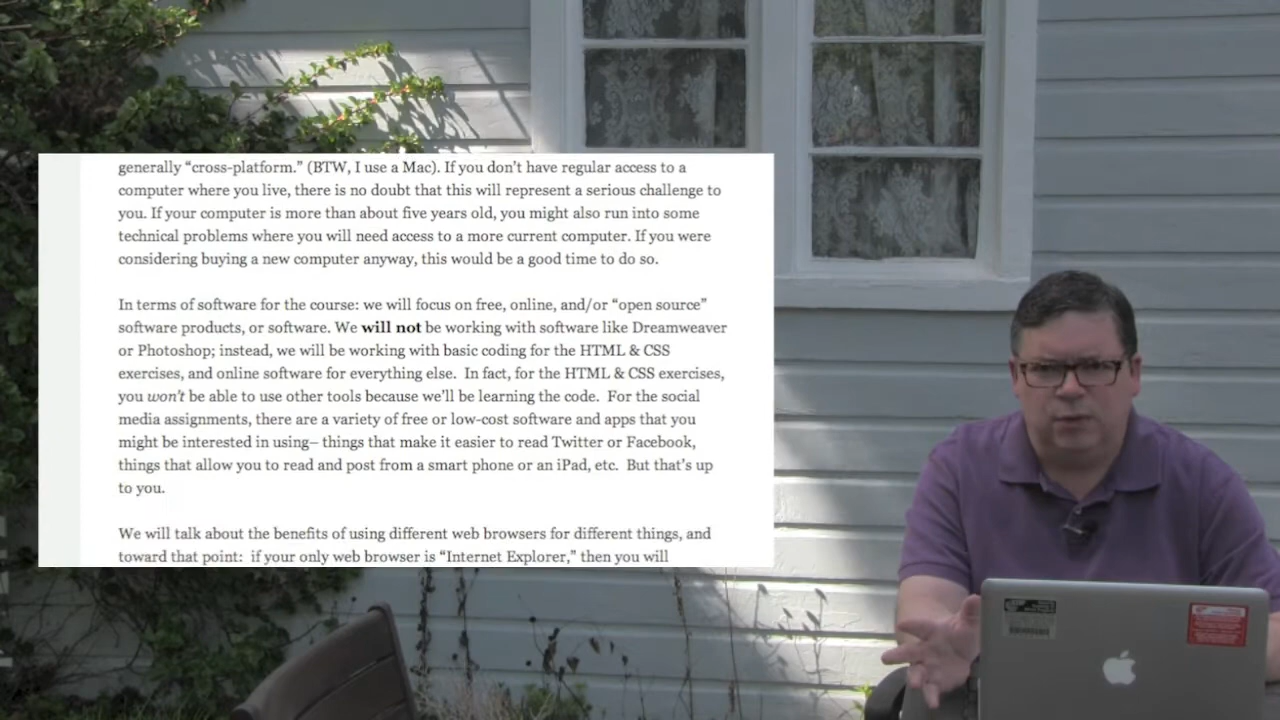 generally “cross-platform.” (BTW, I use a Mac). If you don’t have regular access to a
computer where you live, there is no doubt that this will represent a serious challenge to
you. If your computer is more than about five years old, you might also run into some
technical problems where you will need access to a more current computer. If you were
considering buying a new computer anyway, this would be a good time to do so.
In terms of software for the course: we will focus on free, online, and/or “open source”
software products, or software. We will not be working with software like Dreamweaver
or Photoshop; instead, we will be working with basic coding for the HTML & CSS
exercises, and online software for everything else. In fact, for the HTML & CSS exercises,
you won’t be able to use other tools because we’ll be learning the code. For the social
media assignments, there are a variety of free or low-cost software and apps that you
might be interested in using– things that make it easier to read Twitter or Facebook,
things that allow you to read and post from a smart phone or an iPad, etc. But that’s up
to you.
We will talk about the benefits of using different web browsers for different things, and
toward that point: if your only web browser is “Internet Explorer,” then you will